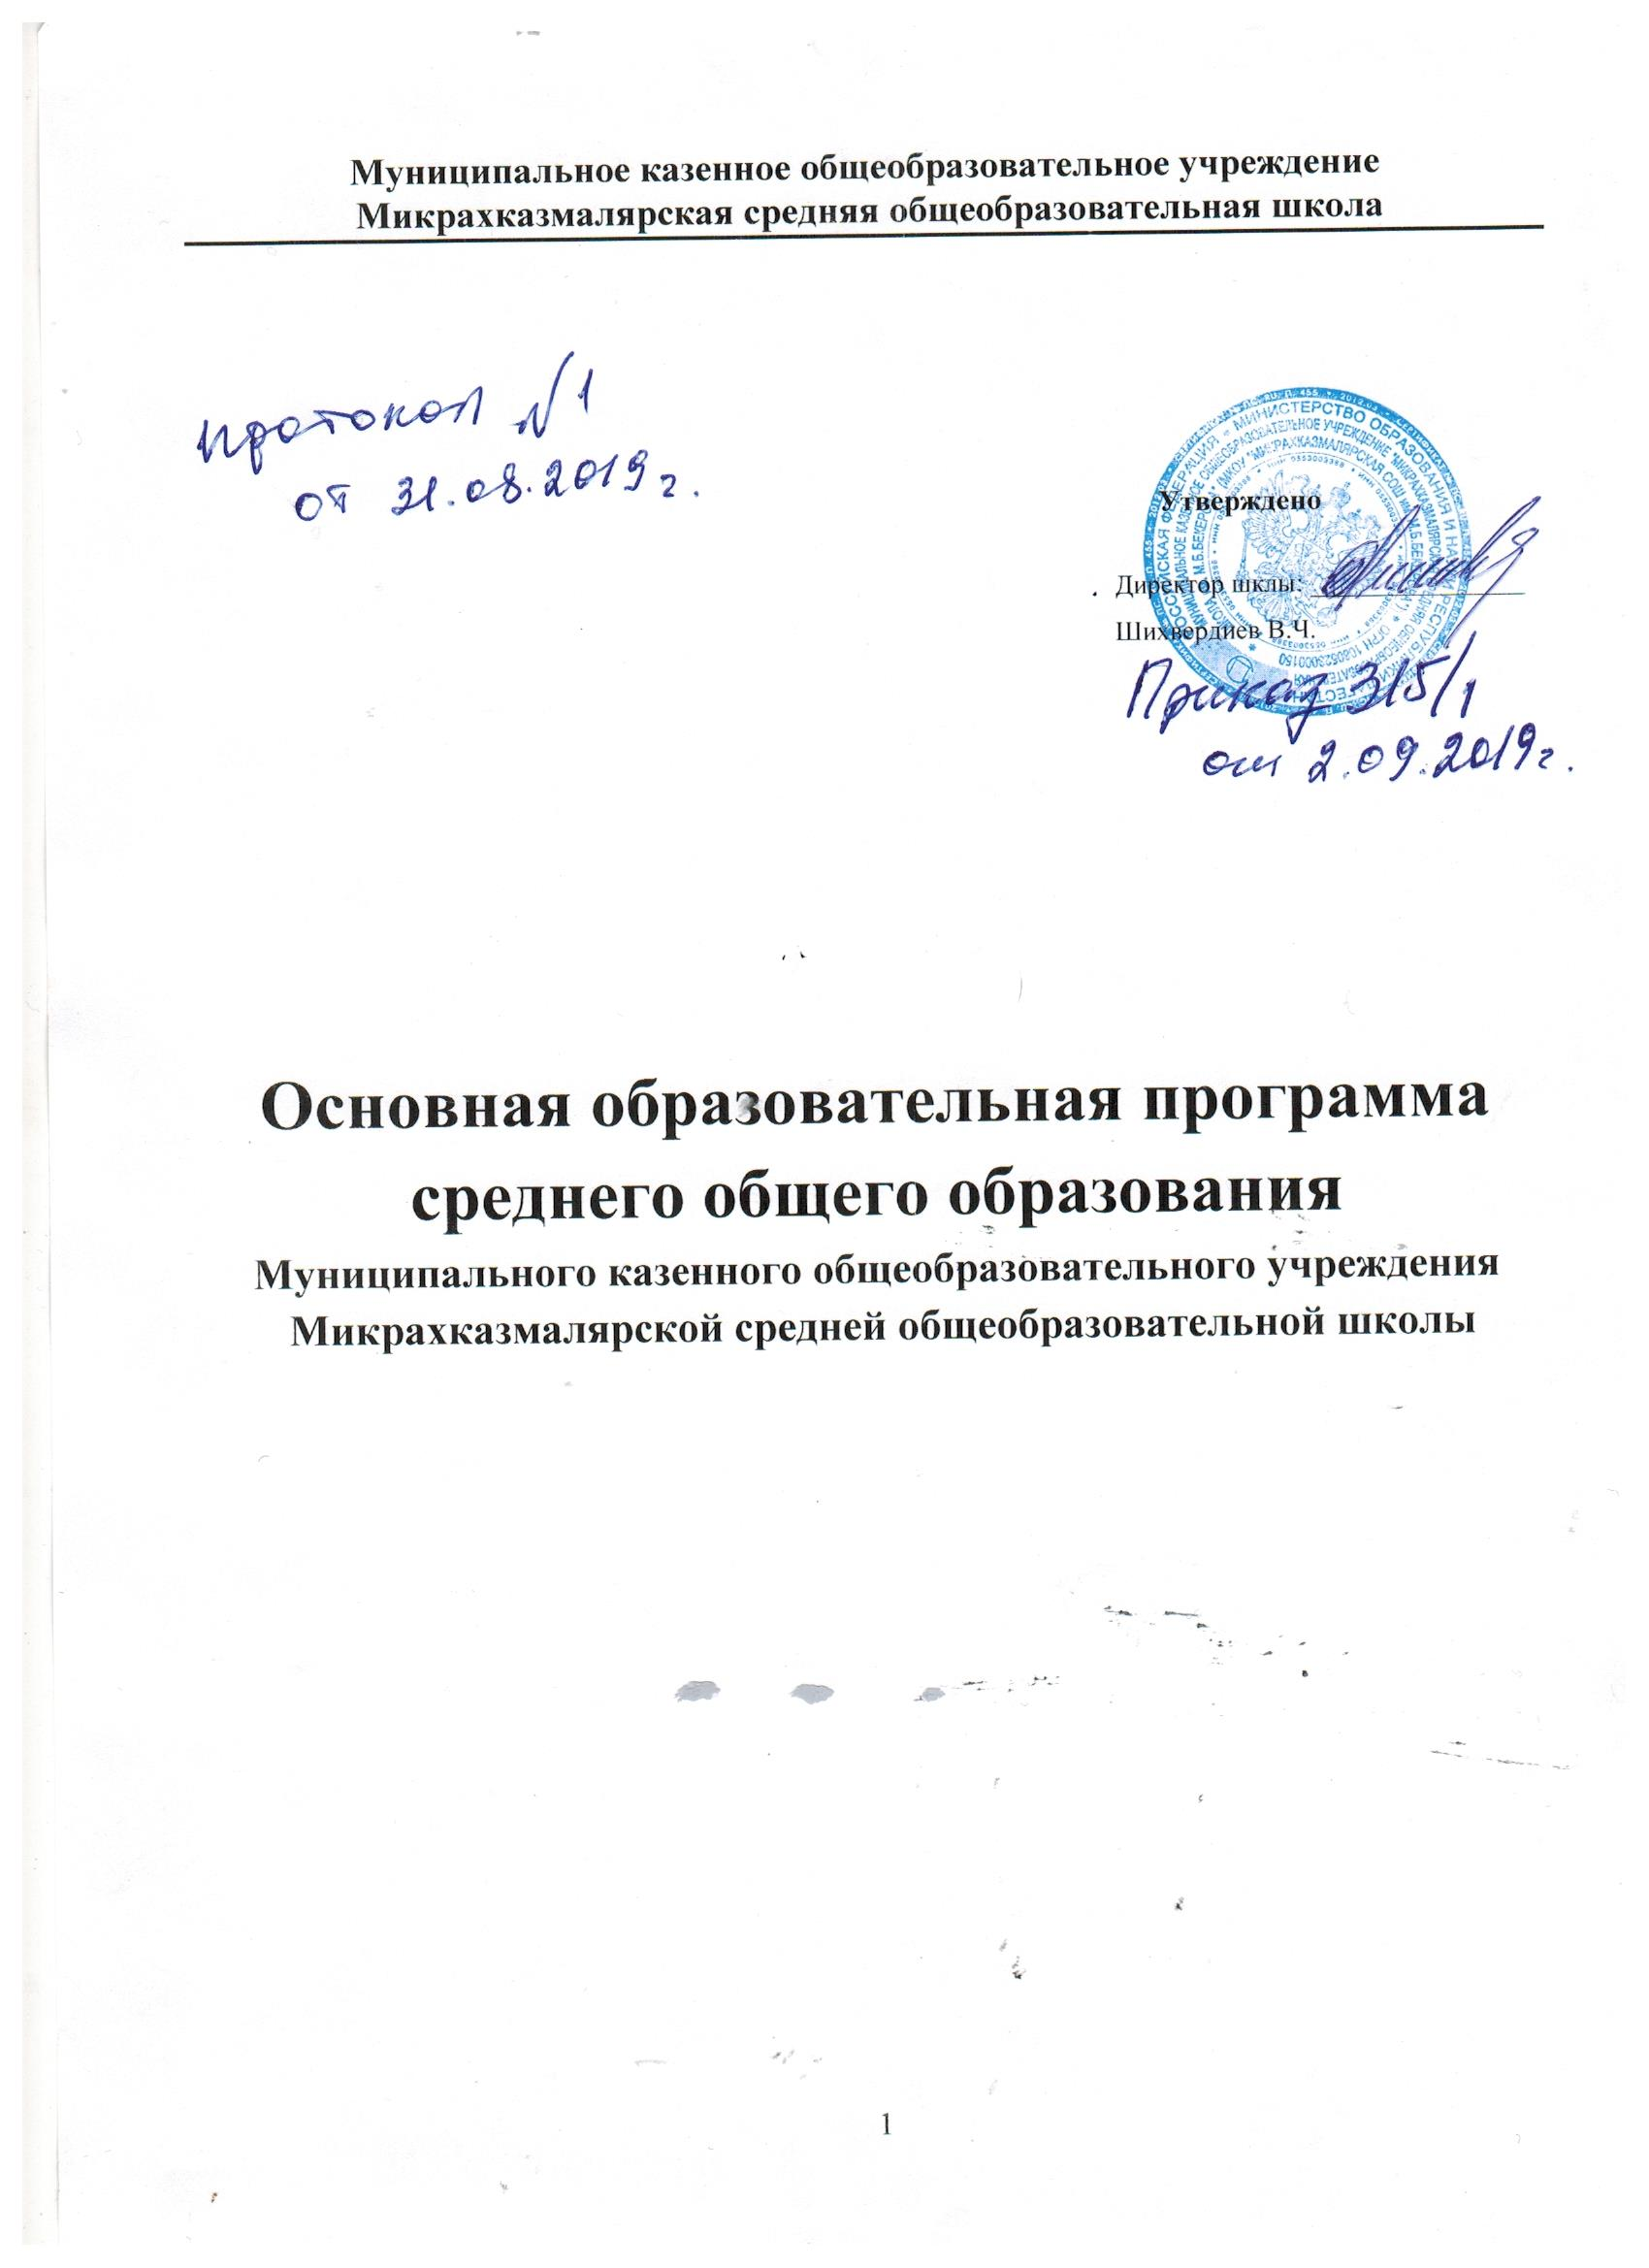 Муниципальное казенное общеобразовательное учреждение
Микрахказмалярская средняя общеобразовательная школа
Протокол №1
от 31.08.2019 г.
Утверждено
Директор шклы:
Шихвердиев В.Ч.
Приказ 315/1
от 2.09.2019г.
Основная образовательная программа
среднего общего образования
Муниципального казенного общеобразовательного учреждения
Микрахказмалярской средней общеобразовательной школы
1